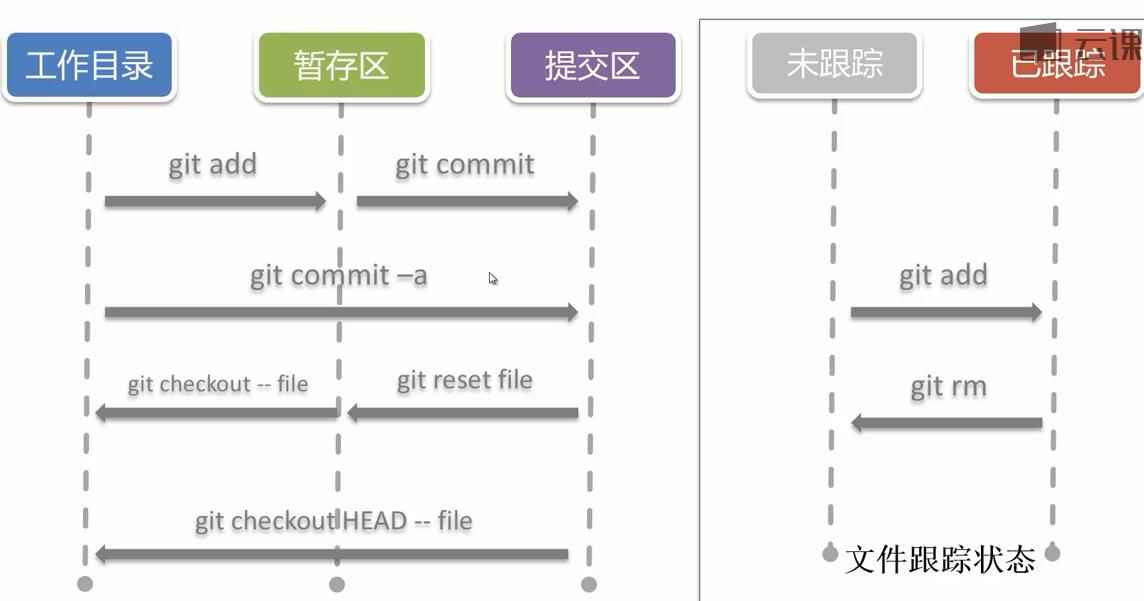 工作目录
暂存区
提交区
未跟踪
已跟踪
云课
git add
git commit
git commit –a
git add
git checkout -- file
git reset file
git rm
git checkout HEAD -- file
文件跟踪状态